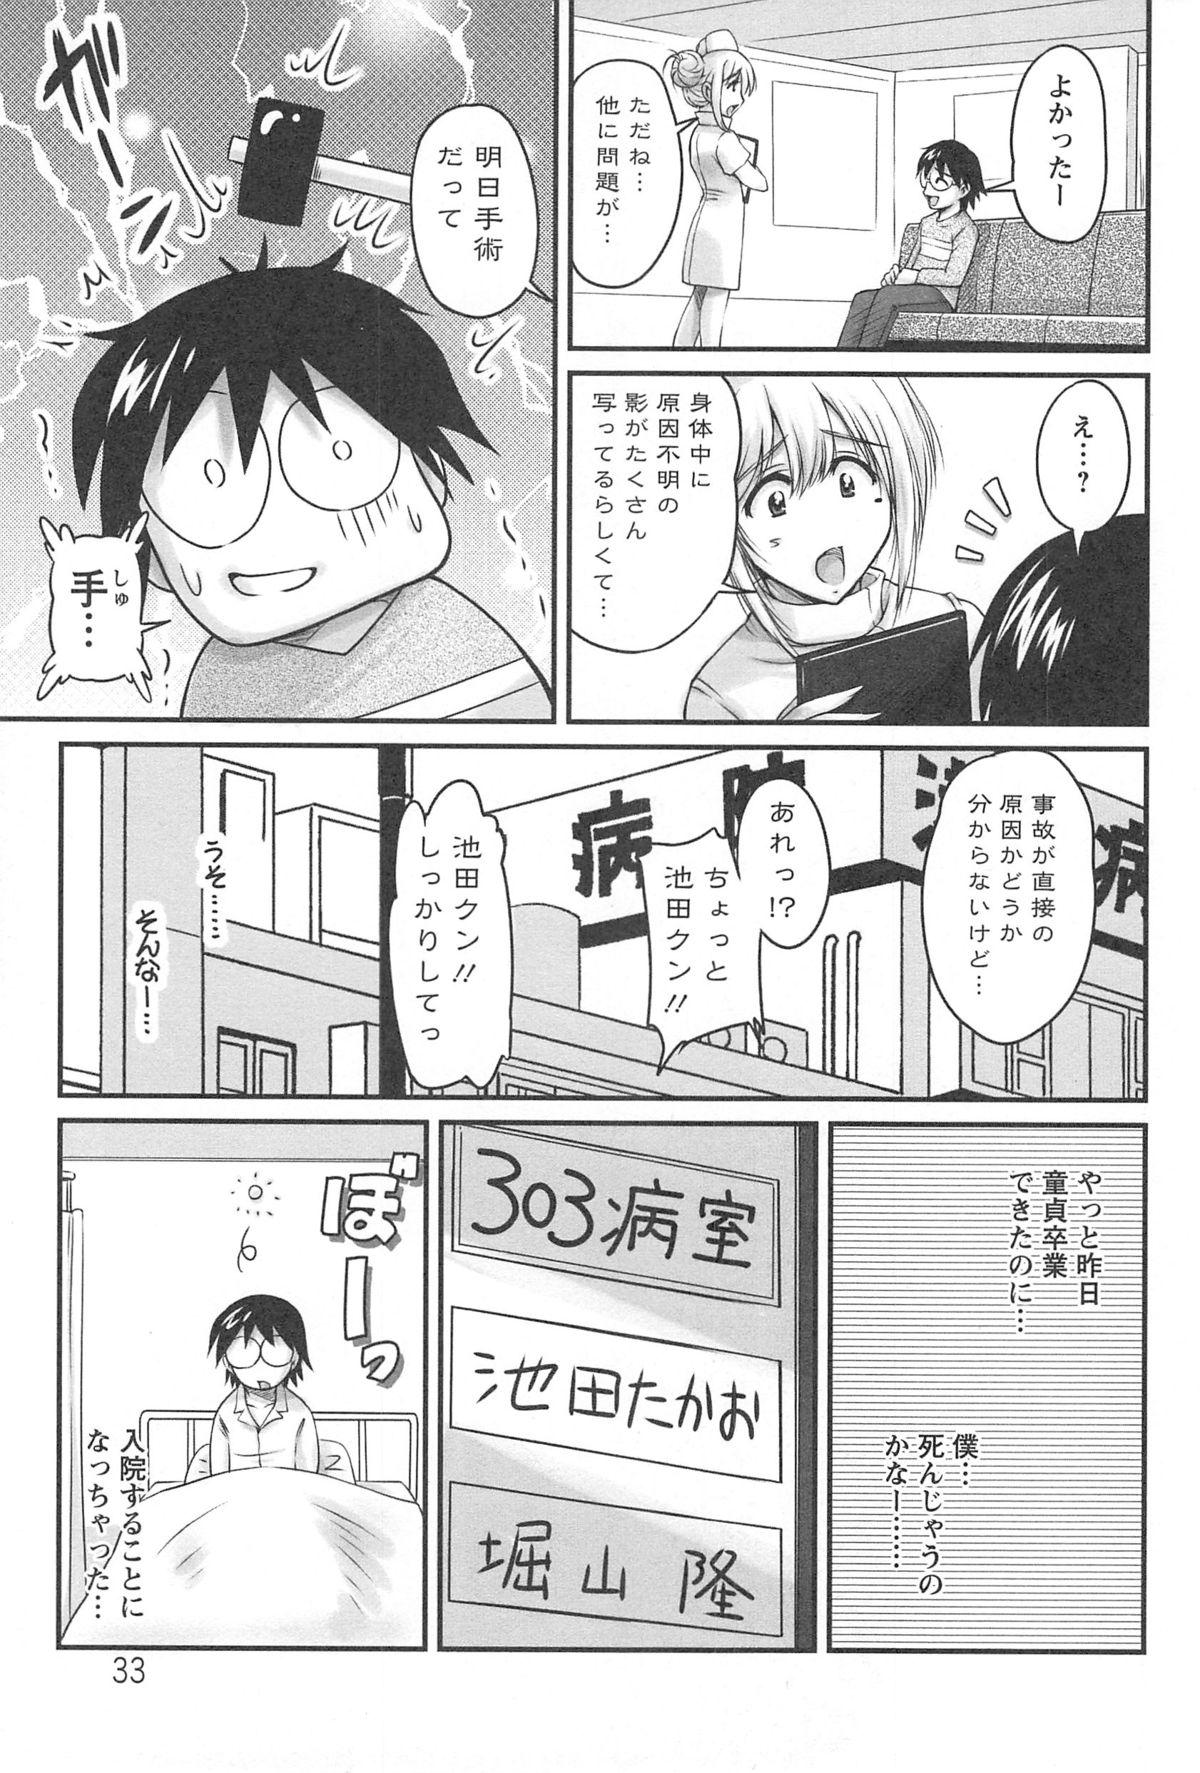 よかったー
ただね…
他に問題が…
え…?
身体中に
原因不明の
影がたくさん
写ってるらしくて…
明日手術
だって
ガーン
手…
しゅ
事故が直接の
原因かどうか
分からないけど…
あれっ!?
ちょっと
池田クン!!
池田クン!!
しっかりしてっ
うそ……
そんなー…
病院
病
やっと昨日
童貞卒業
できたのに…
僕…
死んじゃうの
かなー……
303病室
池田たかお
堀山 隆
ぼーっ
入院することに
なっちゃった…
33